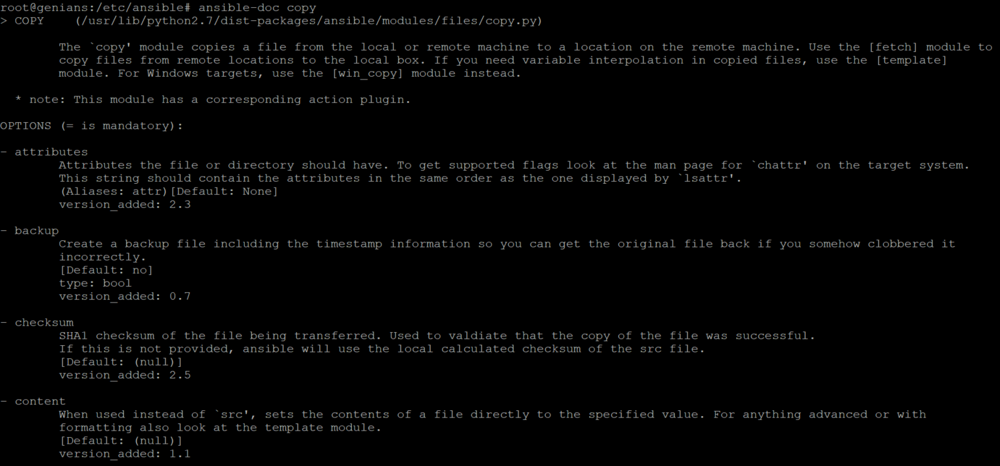 root@genians:/etc/ansible# ansible-doc copy
> COPY    (/usr/lib/python2.7/dist-packages/ansible/modules/files/copy.py)
The `copy' module copies a file from the local or remote machine to a location on the remote machine. Use the [fetch] module to
copy files from remote locations to the local box. If you need variable interpolation in copied files, use the [template]
module. For Windows targets, use the [win_copy] module instead.
* note: This module has a corresponding action plugin.
OPTIONS (= is mandatory):
- attributes
Attributes the file or directory should have. To get supported flags look at the man page for `chattr' on the target system.
This string should contain the attributes in the same order as the one displayed by `lsattr'.
(Aliases: attr)[Default: None]
version_added: 2.3
- backup
Create a backup file including the timestamp information so you can get the original file back if you somehow clobbered it
incorrectly.
[Default: no]
type: bool
version_added: 0.7
- checksum
SHA1 checksum of the file being transferred. Used to valdiate that the copy of the file was successful.
If this is not provided, ansible will use the local calculated checksum of the src file.
[Default: (null)]
version_added: 2.5
- content
When used instead of `src', sets the contents of a file directly to the specified value. For anything advanced or with
formatting also look at the template module.
[Default: (null)]
version_added: 1.1